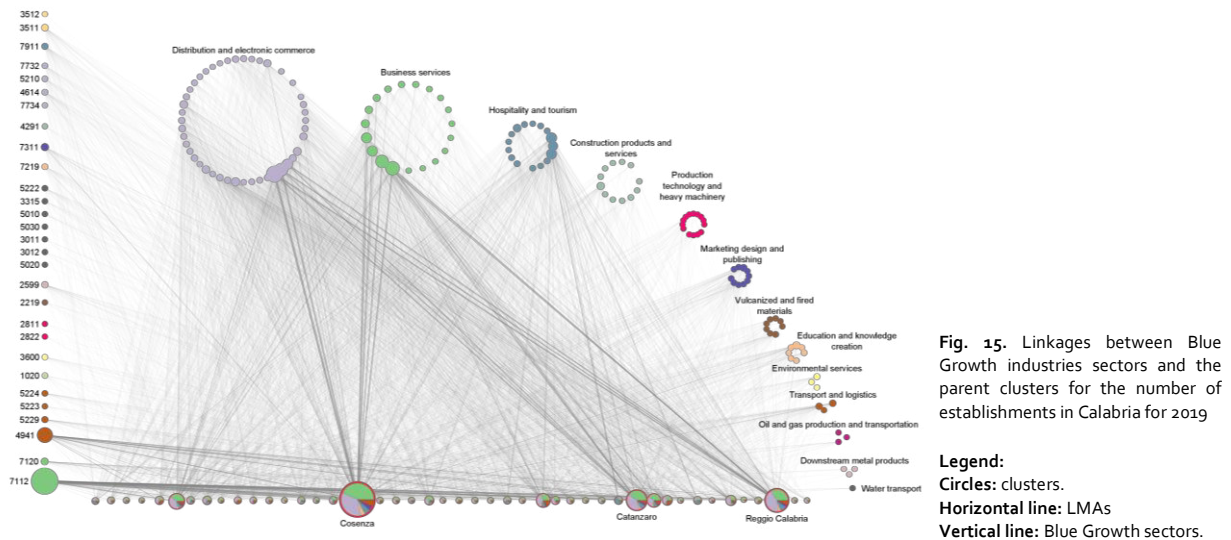 3512
3511
7911
7732
5210
4614
7734
4291
7311
7219
5222
3315
5010
5030
3011
3012
5020
2599
2219
2811
2822
3600
1020
5224
5223
5229
4941
7120
7112
Distribution and electronic commerce
Business services
Hospitality and tourism
Construction products and
services
Production
technology and
heavy machinery
Marketing design and
publishing
Vulcanized and fired
materials
Education and knowledge
creation
Environmental services
Transport and logistics
Oil and gas production and transportation
Downstream metal products
Water transport
Cosenza
Catanzaro
Reggio Calabria
Fig. 15. Linkages between Blue
Growth industries sectors and the
parent clusters for the number of
establishments in Calabria for 2019
Legend:
Circles: clusters.
Horizontal line: LMAs
Vertical line: Blue Growth sectors.